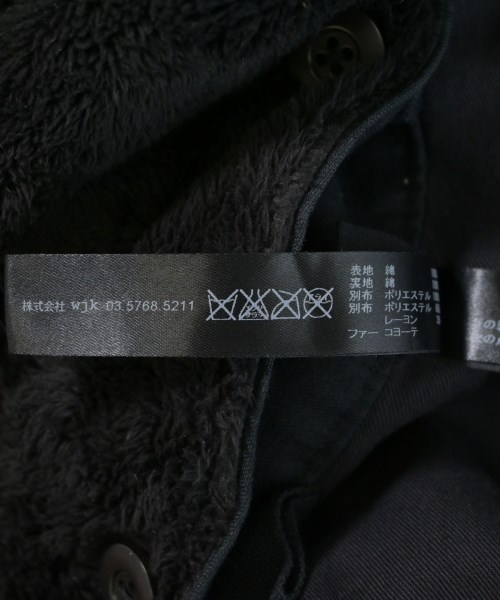 株式会社 wjk 03.5768.5211
表地 綿
裏地 綿
別布 ポリエステル
別布 ポリエステル
レーヨン
ファー コヨーテ